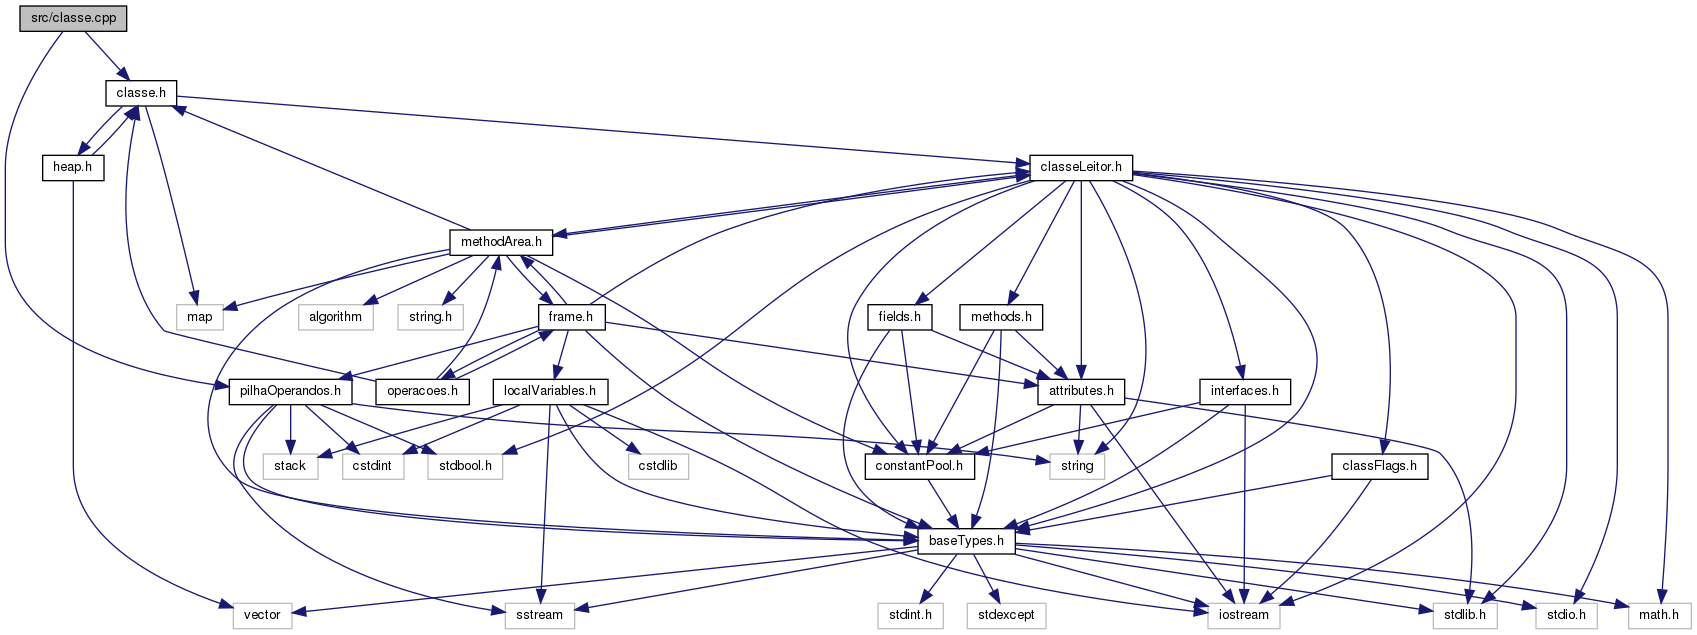 src/classe.cpp
classe.h
heap.h
classeLeitor.h
methodArea.h
map
algorithm
string.h
frame.h
fields.h
methods.h
pilhaOperandos.h
operacoes.h
localVariables.h
attributes.h
interfaces.h
stack
cstdint
stdbool.h
cstdlib
constantPool.h
string
classFlags.h
baseTypes.h
vector
sstream
stdint.h
stdexcept
iostream
stdlib.h
stdio.h
math.h